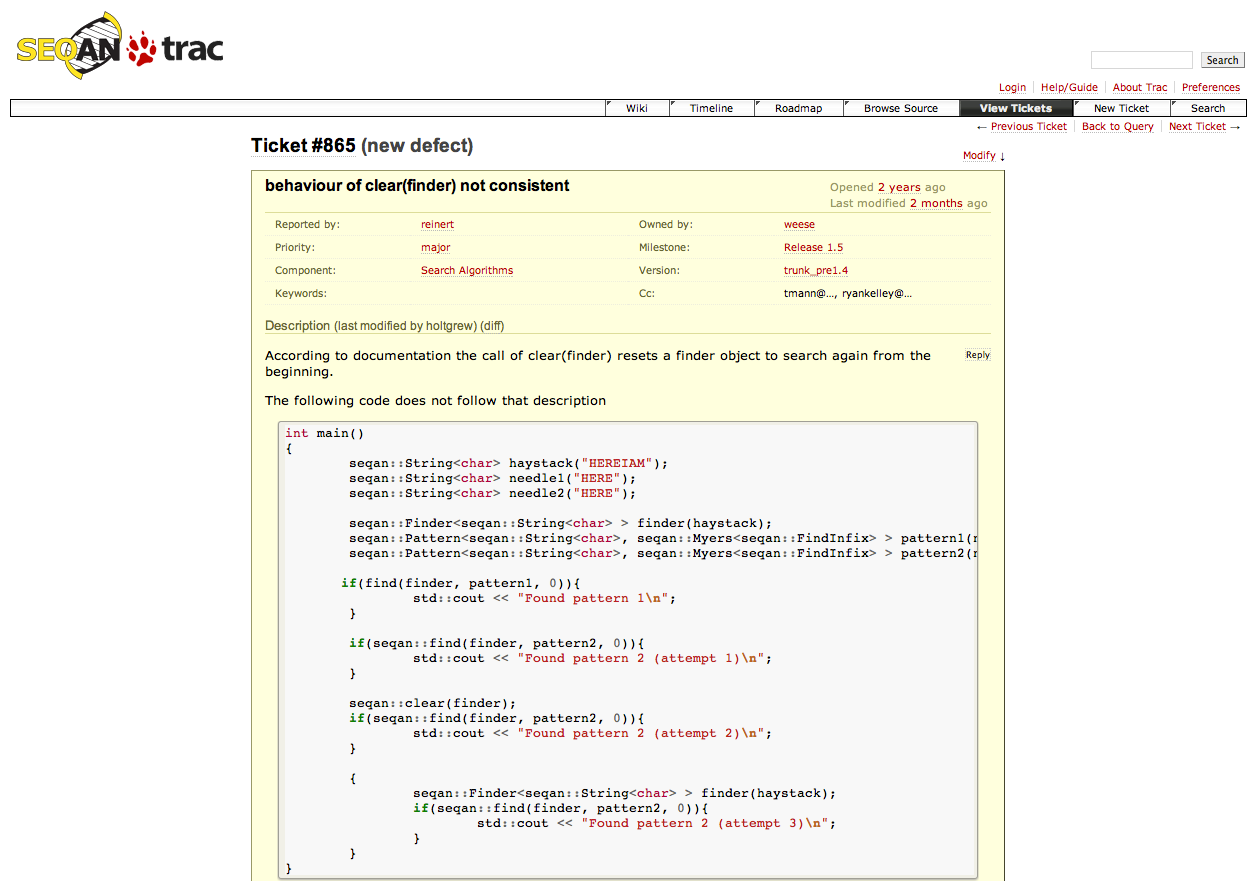 SEQAN trac
Search
Login Help/Guide About Trac Preferences
Wiki Timeline Roadmap Browse Source View Tickets New Ticket Search
← Previous Ticket Back to Query Next Ticket →
Ticket #865 (new defect)
Modify ↓
behaviour of clear(finder) not consistent
Opened 2 years ago
Last modified 2 months ago
Reported by: reinert Owned by: weese
Priority: major Milestone: Release 1.5
Component: Search Algorithms Version: trunk_pre1.4
Keywords: Cc: tmann@…, ryankelley@…
Description (last modified by holtgrew) (diff)
According to documentation the call of clear(finder) resets a finder object to search again from the
beginning.
Reply
The following code does not follow that description
int main()
{
        seqan::String<char> haystack("HEREIAM");
        seqan::String<char> needle1("HERE");
        seqan::String<char> needle2("HERE");
        seqan::Finder<seqan::String<char> > finder(haystack);
        seqan::Pattern<seqan::String<char>, seqan::Myers<seqan::FindInfix> > pattern1(
        seqan::Pattern<seqan::String<char>, seqan::Myers<seqan::FindInfix> > pattern2(
       if(find(finder, pattern1, 0)){
                std::cout << "Found pattern 1\n";
        }
        if(seqan::find(finder, pattern2, 0)){
                std::cout << "Found pattern 2 (attempt 1)\n";
        }
        seqan::clear(finder);
        if(seqan::find(finder, pattern2, 0)){
                std::cout << "Found pattern 2 (attempt 2)\n";
        }
        {
                seqan::Finder<seqan::String<char> > finder(haystack);
                if(seqan::find(finder, pattern2, 0)){
                        std::cout << "Found pattern 2 (attempt 3)\n";
                }
        }
}